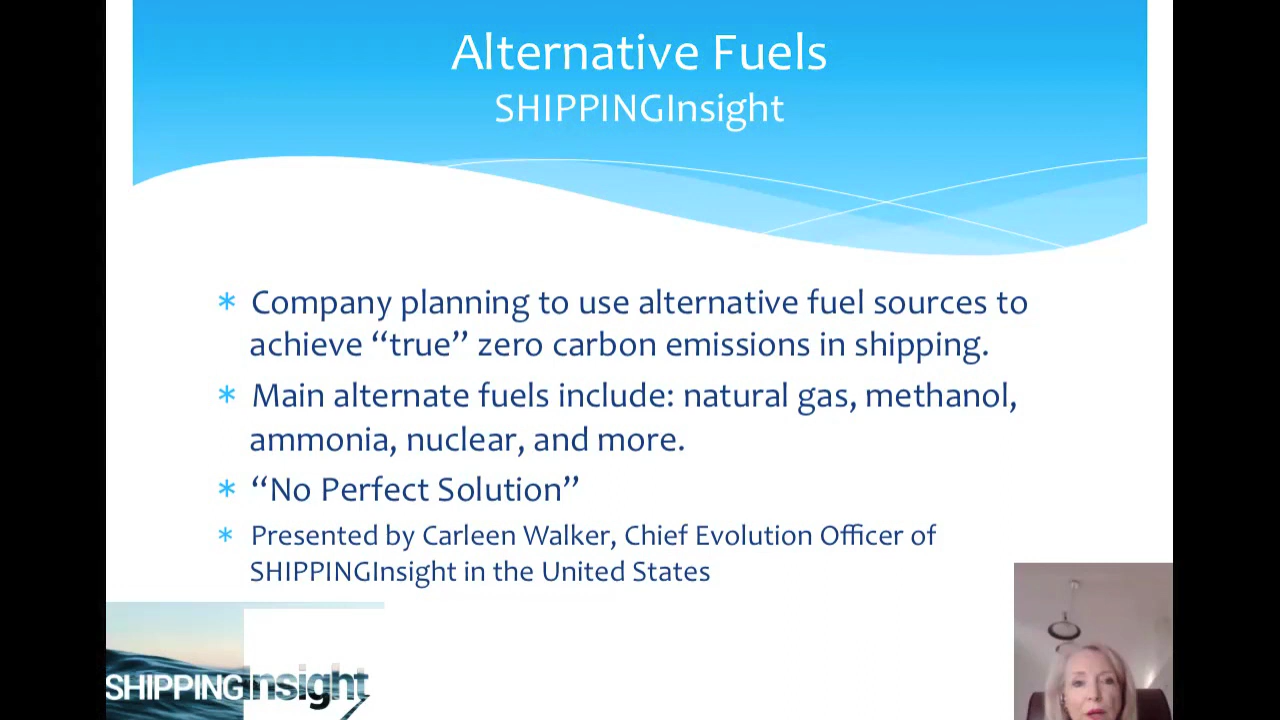 Alternative Fuels
SHIPPINGInsight
* Company planning to use alternative fuel sources to
achieve “true” zero carbon emissions in shipping.
* Main alternate fuels include: natural gas, methanol,
ammonia, nuclear, and more.
* “No Perfect Solution”
* Presented by Carleen Walker, Chief Evolution Officer of
SHIPPINGInsight in the United States
SHIPPINGInsight